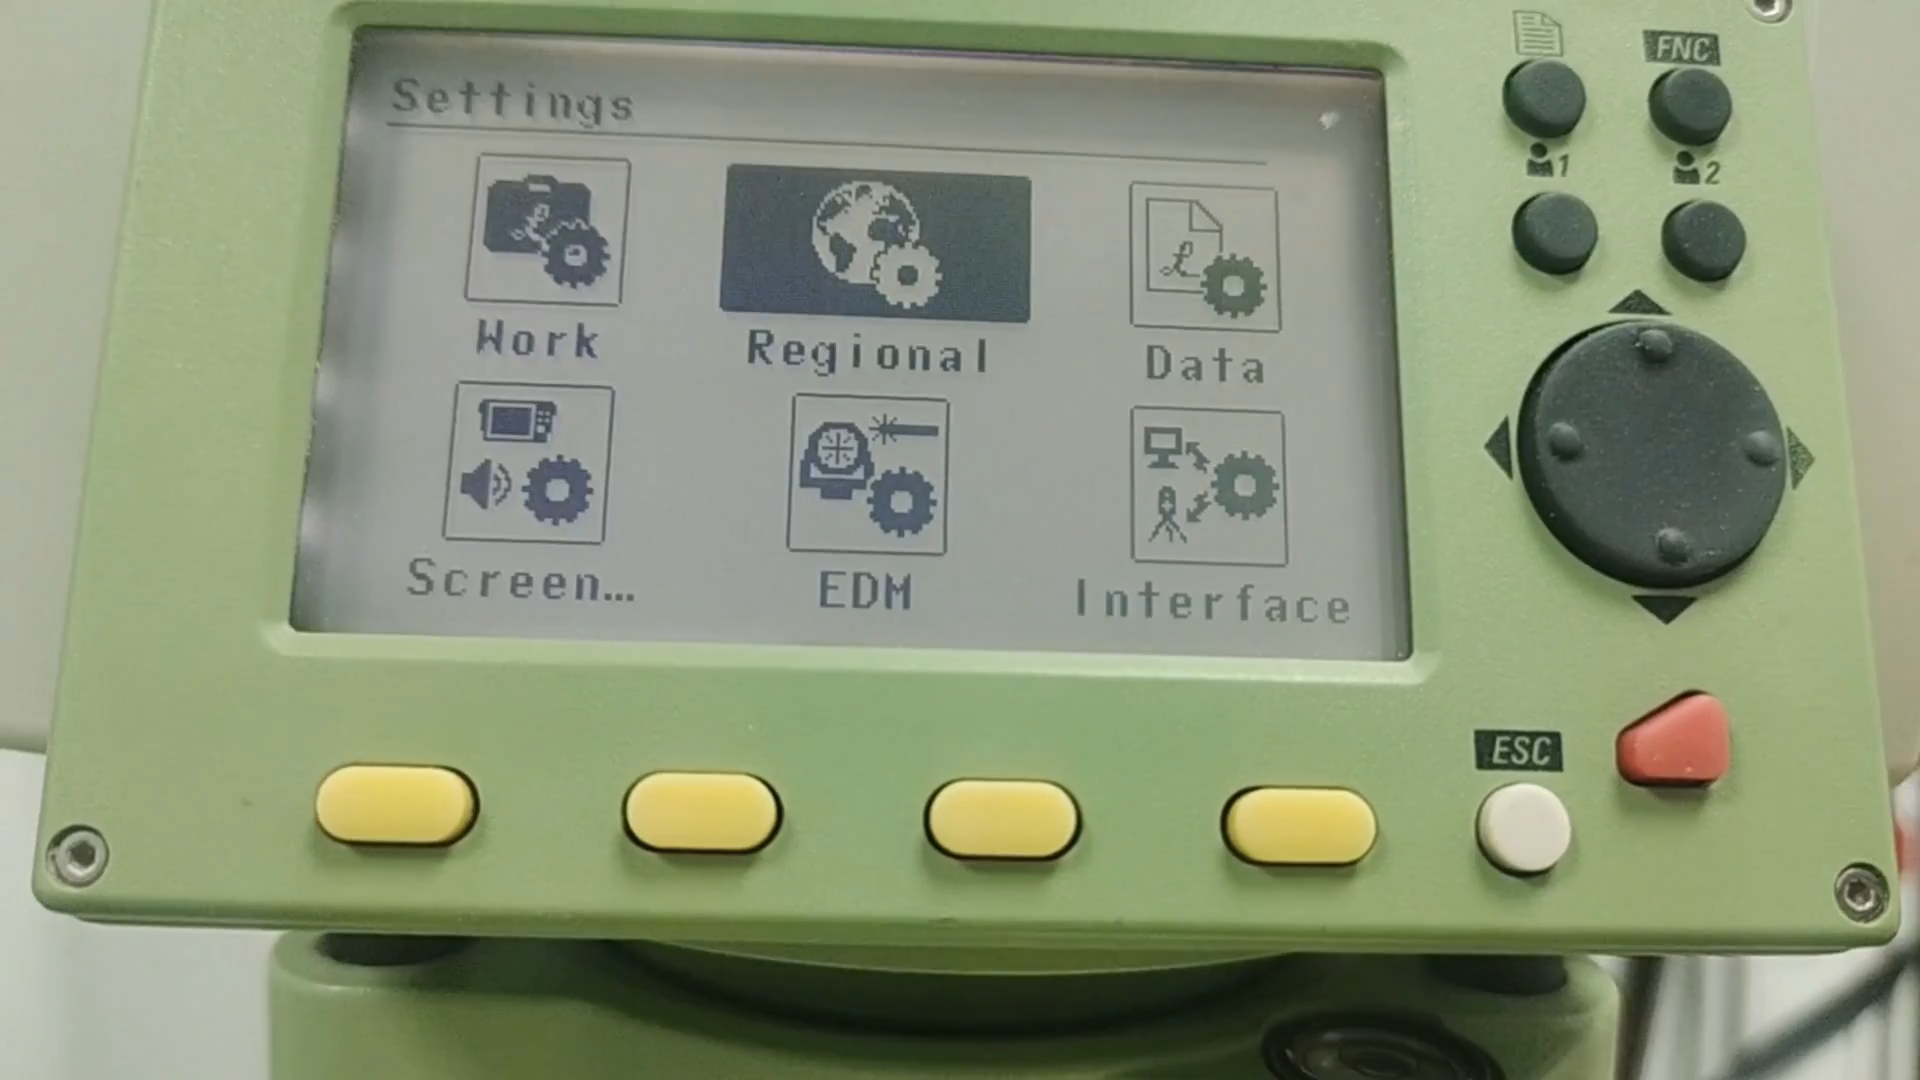 Settings
FNC
1
2
Work Regional Data
Screen... EDM Interface
ESC